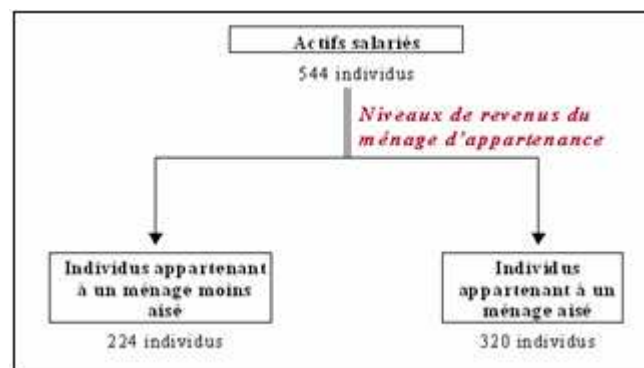 Actifs salariés
544 individus
Niveaux de revenus du
ménage d'appartenance
Individus appartenant
à un ménage moins
aisé
224 individus
Individus
appartenant à un
ménage aisé
320 individus